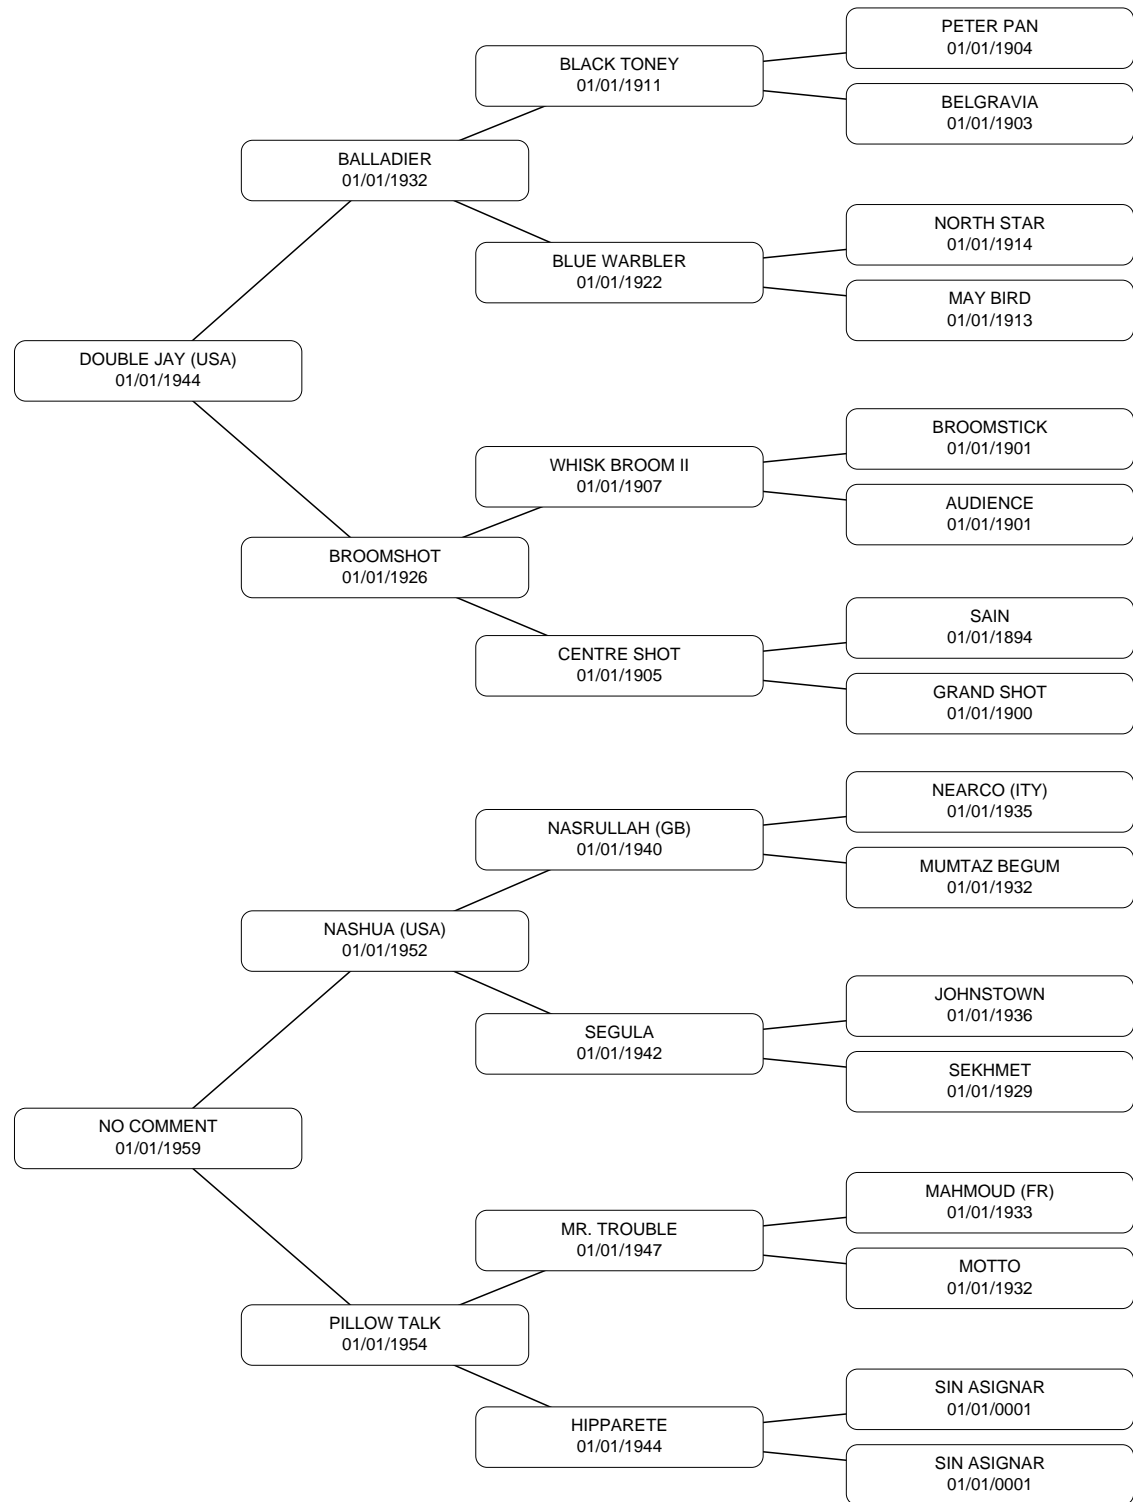 PETER PAN
01/01/1904
BLACK TONEY
01/01/1911
BELGRAVIA
01/01/1903
BALLADIER
01/01/1932
NORTH STAR
01/01/1914
BLUE WARBLER
01/01/1922
MAY BIRD
01/01/1913
DOUBLE JAY (USA)
01/01/1944
BROOMSTICK
01/01/1901
WHISK BROOM II
01/01/1907
AUDIENCE
01/01/1901
BROOMSHOT
01/01/1926
SAIN
01/01/1894
CENTRE SHOT
01/01/1905
GRAND SHOT
01/01/1900
NEARCO (ITY)
01/01/1935
NASRULLAH (GB)
01/01/1940
MUMTAZ BEGUM
01/01/1932
NASHUA (USA)
01/01/1952
JOHNSTOWN
01/01/1936
SEGULA
01/01/1942
SEKHMET
01/01/1929
NO COMMENT
01/01/1959
MAHMOUD (FR)
01/01/1933
MR. TROUBLE
01/01/1947
MOTTO
01/01/1932
PILLOW TALK
01/01/1954
SIN ASIGNAR
01/01/0001
HIPPARETE
01/01/1944
SIN ASIGNAR
01/01/0001